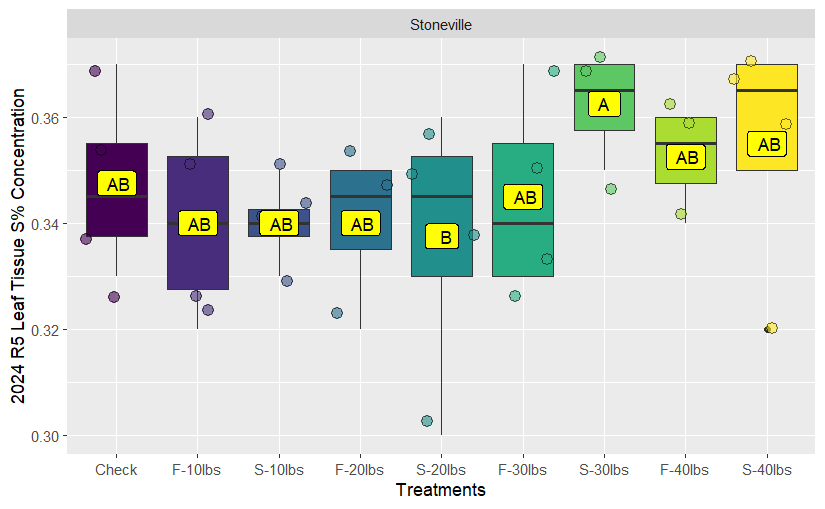 Stoneville
2024 R5 Leaf Tissue S% Concentration
0.36
0.34
0.32
0.30
AB
AB
AB
AB
B
AB
A
AB
AB
Check F-10lbs S-10lbs F-20lbs S-20lbs F-30lbs S-30lbs F-40lbs S-40lbs
Treatments